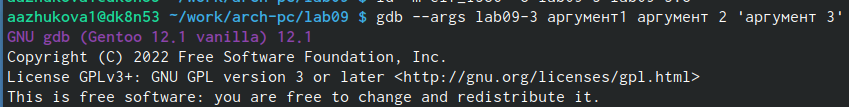 aazhukova1@dk8n53 ~/work/arch-pc/lab09 $ gdb --args lab09-3 аргумент1 аргумент 2 'аргумент 3'
GNU gdb (Gentoo 12.1 vanilla) 12.1
Copyright (C) 2022 Free Software Foundation, Inc.
License GPLv3+: GNU GPL version 3 or later <http://gnu.org/licenses/gpl.html>
This is free software: you are free to change and redistribute it.